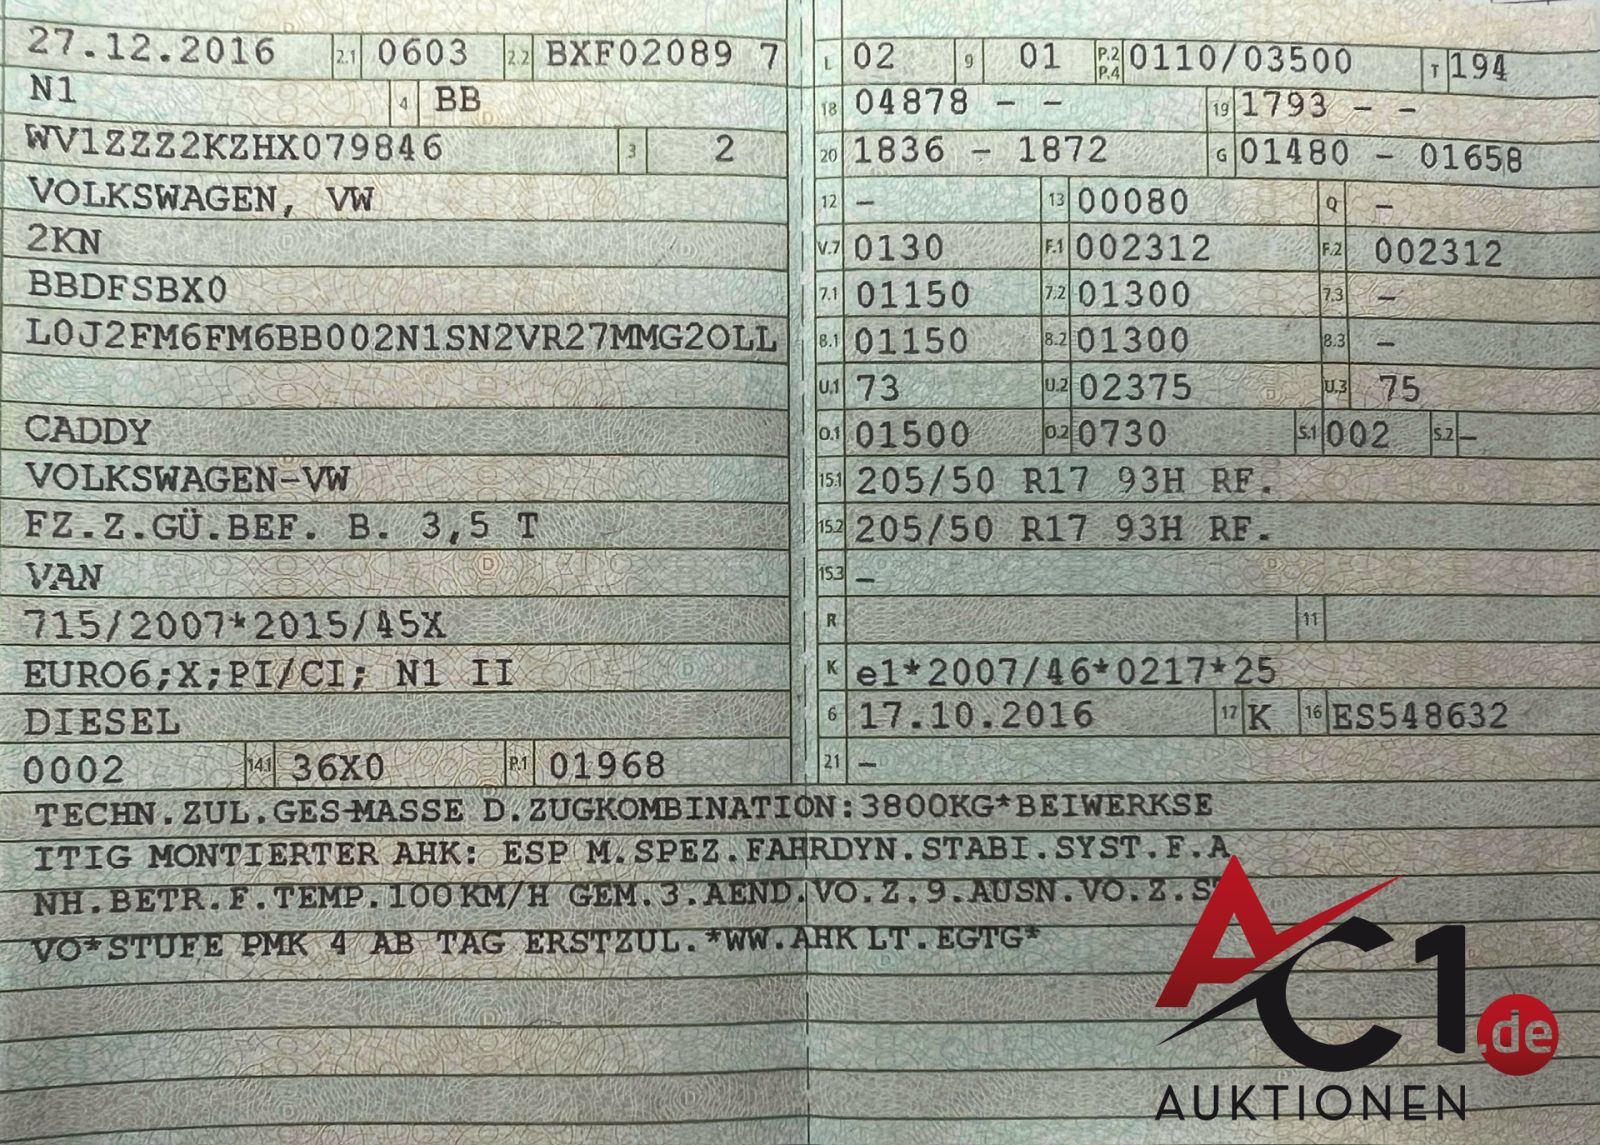 27.12.2016 2.1 0603 2.2 BXF02089 7
N1 4 BB
WV1ZZZ2KZHX079846 3 2
VOLKSWAGEN, VW
2KN
BBDFSBX0
L0J2FM6FM6BB002N1SN2VR27MMG2OLL
CADDY
VOLKSWAGEN-VW
FZ.Z.GÜ.BEF. B. 3,5 T
VAN
715/2007*2015/45X
EURO6;X;PI/CI; N1 II
DIESEL
0002 14.1 36X0 P.1 01968
L 02 9 01 P.2 P.4 0110/03500 T 194
18 04878 - - 19 1793 - -
20 1836 - 1872 G 01480 - 01658
12 - 13 00080 Q -
V.7 0130 F.1 002312 F.2 002312
7.1 01150 7.2 01300 7.3 -
8.1 01150 8.2 01300 8.3 -
U.1 73 U.2 02375 U.3 75
O.1 01500 O.2 0730 S.1 002 S.2 -
15.1 205/50 R17 93H RF.
15.2 205/50 R17 93H RF.
15.3 -
R 11
K e1*2007/46*0217*25
6 17.10.2016 17 K 16 ES548632
21 -
TECHN.ZUL.GES-MASSE D.ZUGKOMBINATION:3800KG*BEIWERKSE
ITIG MONTIERTER AHK: ESP M.SPEZ.FAHRDYN.STABI.SYST.F.A
NH.BETR.F.TEMP.100KM/H GEM.3.AEND.VO.Z.9.AUSN.VO.Z.ST
VO*STUFE PMK 4 AB TAG ERSTZUL.*WW.AHK LT.EGTG*
AC1.de
AUKTIONEN